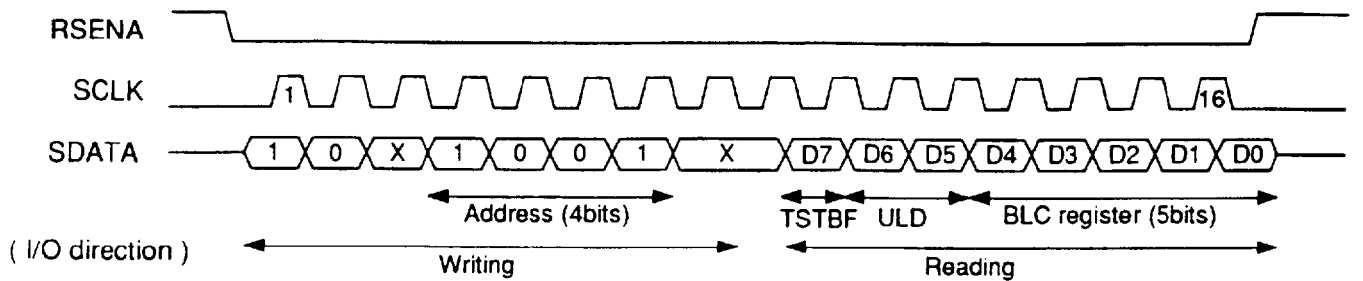 RSENA
SCLK 1 16
SDATA 1 0 X 1 0 0 1 X D7 D6 D5 D4 D3 D2 D1 D0
Address (4bits) TSTBF ULD BLC register (5bits)
( I/O direction ) Writing Reading